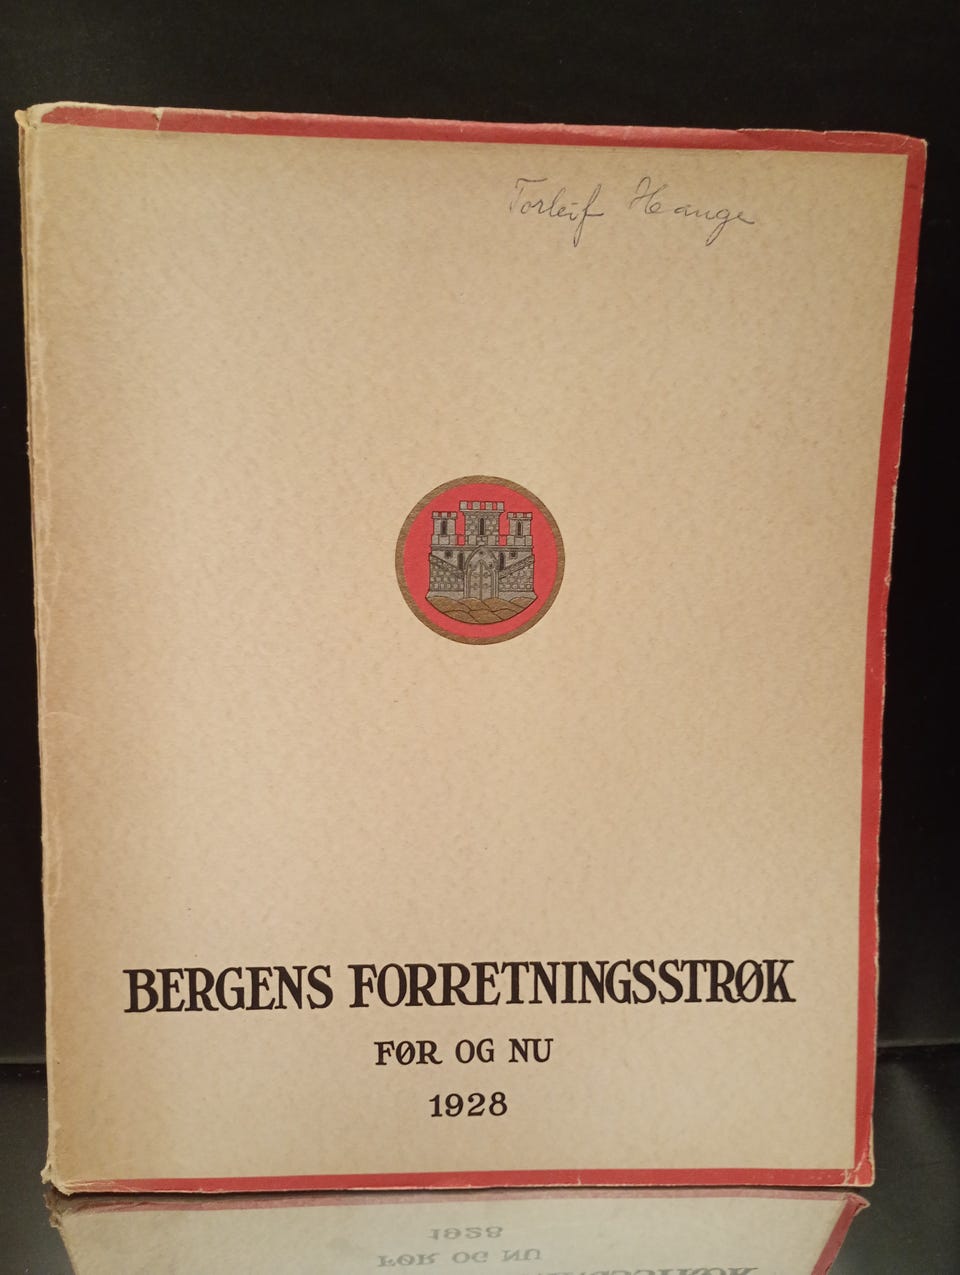 Torleif Hauge
BERGENS FORRETNINGSSTRØK
FØR OG NU
1928